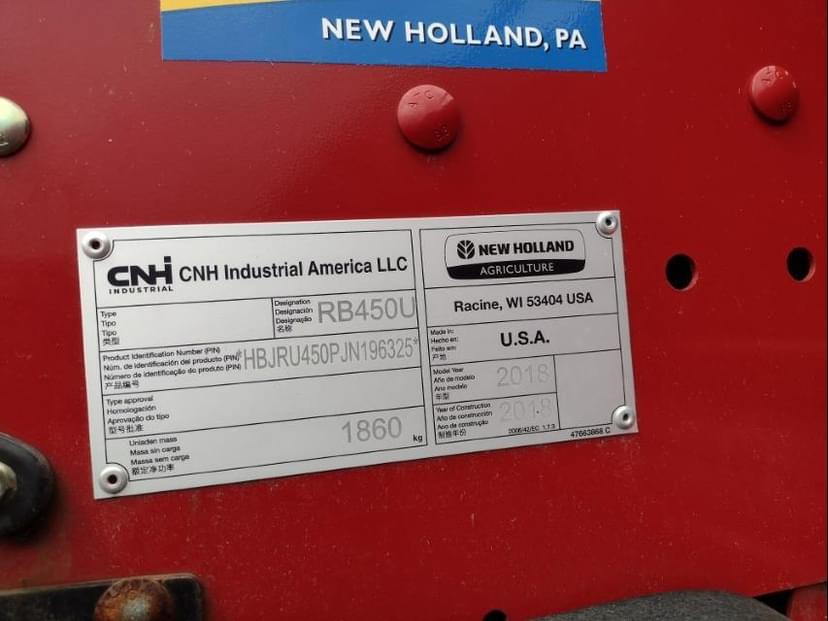 NEW HOLLAND, PA
CNH
INDUSTRIAL
CNH Industrial America LLC
Type
Tipo
Tipo
类型
Designation
Designación
Designação
名称
RB450U
Product Identification Number (PIN)
Núm. de identificación del producto (PIN)
Número de identificação do produto (PIN)
产品编号
*HBJRU450PJN196325*
Type approval
Homologación
Aprovação do tipo
型号批准
Unladen mass
Masa sin carga
Massa sem carga
额定净功率
1860
kg
NEW HOLLAND
AGRICULTURE
Racine, WI 53404 USA
Made in:
Hecho en:
Feito em:
产地
U.S.A.
Model Year
Año de modelo
Ano modelo
年型
2018
Year of Construction
Año de construcción
Ano de construção
制造年份
2018
2006/42/EC, 1.7.3
47663868 C